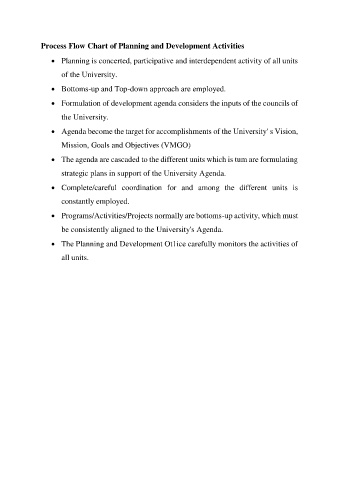 Process Flow Chart of Planning and Development Activities
• Planning is concerted, participative and interdependent activity of all units
of the University.
• Bottoms-up and Top-down approach are employed.
• Formulation of development agenda considers the inputs of the councils of
the University.
• Agenda become the target for accomplishments of the University' s Vision,
Mission, Goals and Objectives (VMGO)
• The agenda are cascaded to the different units which is tum are formulating
strategic plans in support of the University Agenda.
• Complete/careful coordination for and among the different units is
constantly employed.
• Programs/Activities/Projects normally are bottoms-up activity, which must
be consistently aligned to the University's Agenda.
• The Planning and Development Ot1ice carefully monitors the activities of
all units.